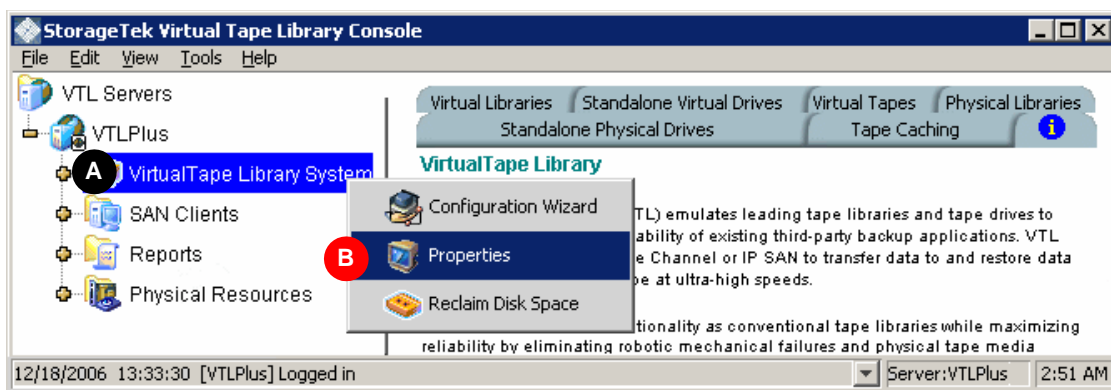 StorageTek Virtual Tape Library Console
File Edit View Tools Help
VTL Servers
VTLPlus
A
VirtualTape Library System
SAN Clients
Reports
Physical Resources
Virtual Libraries Standalone Virtual Drives Virtual Tapes Physical Libraries
Standalone Physical Drives Tape Caching i
VirtualTape Library
Configuration Wizard
B
Properties
Reclaim Disk Space
TL) emulates leading tape libraries and tape drives to
ability of existing third-party backup applications. VTL
e Channel or IP SAN to transfer data to and restore data
pe at ultra-high speeds.
tionality as conventional tape libraries while maximizing
reliability by eliminating robotic mechanical failures and physical tape media
12/18/2006 13:33:30 [VTLPlus] Logged in
Server:VTLPlus 2:51 AM